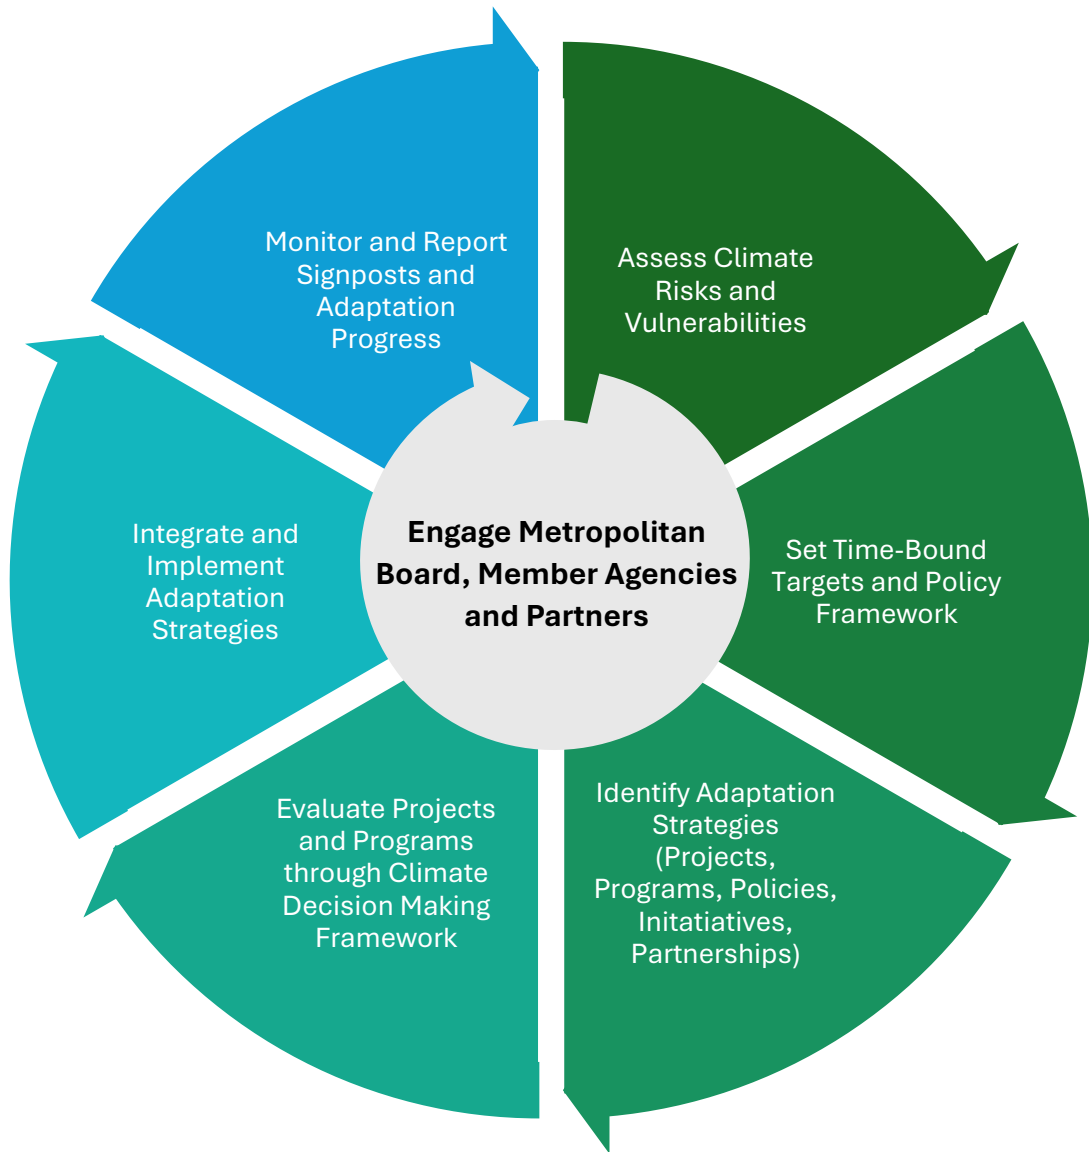 Monitor and Report
Signposts and
Adaptation
Progress
Assess Climate
Risks and
Vulnerabilities
Integrate and
Implement
Adaptation
Strategies
Engage Metropolitan
Board, Member Agencies
and Partners
Set Time-Bound
Targets and Policy
Framework
Evaluate Projects
and Programs
through Climate
Decision Making
Framework
Identify Adaptation
Strategies
(Projects,
Programs, Policies,
Initatiatives,
Partnerships)